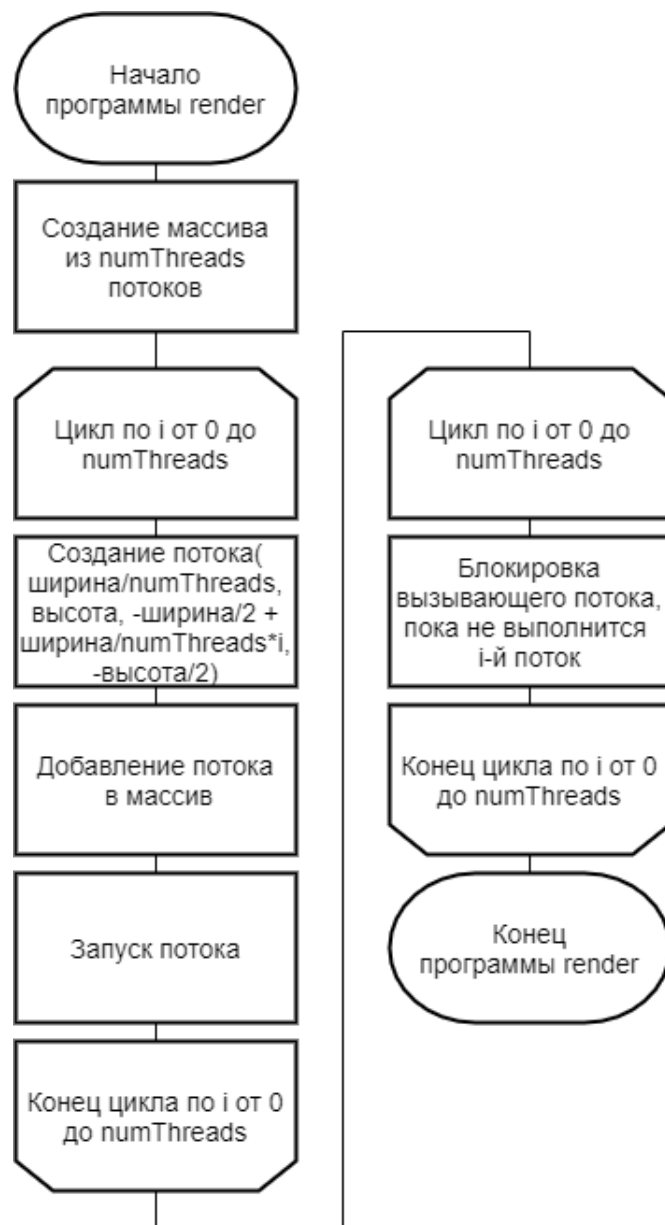 Начало
программы render
Создание массива
из numThreads
потоков
Цикл по i от 0 до
numThreads
Создание потока(
ширина/numThreads,
высота, -ширина/2 +
ширина/numThreads*i,
-высота/2)
Добавление потока
в массив
Запуск потока
Конец цикла по i от 0
до numThreads
Цикл по i от 0 до
numThreads
Блокировка
вызывающего потока,
пока не выполнится
i-й поток
Конец цикла по i от 0
до numThreads
Конец
программы render